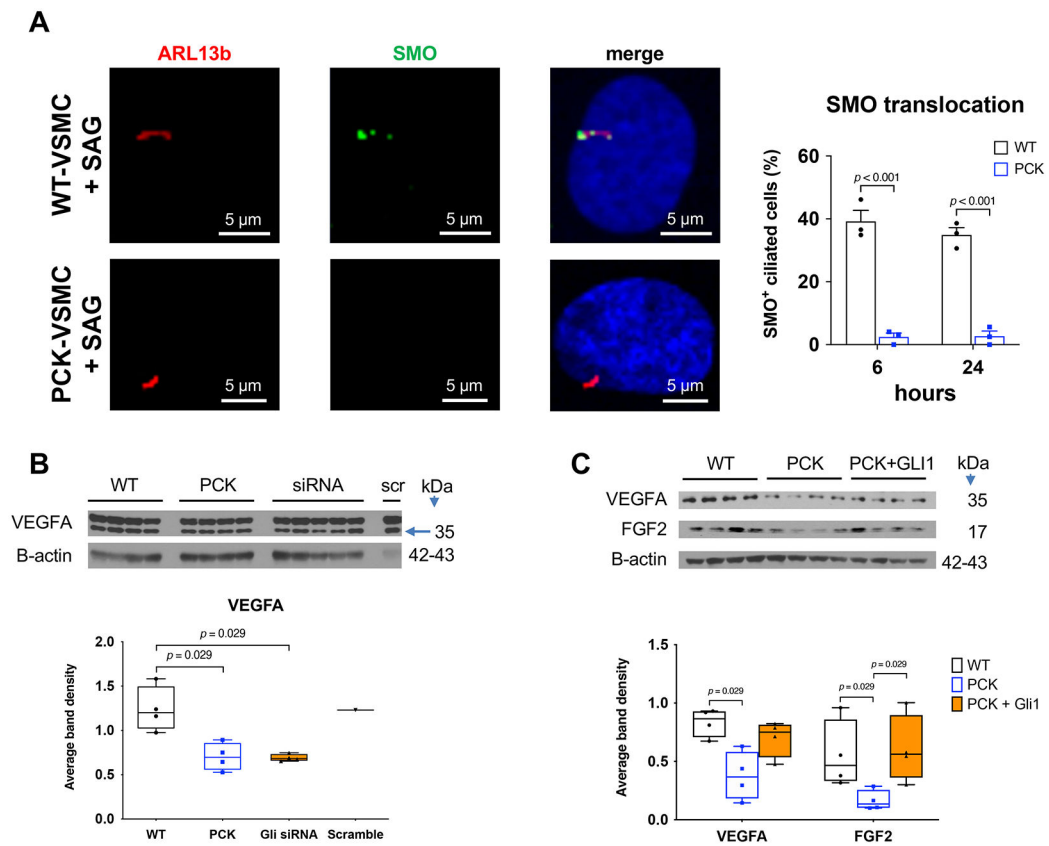 A
ARL13b
SMO
merge
WT-VSMC
+ SAG
5 µm
5 µm
5 µm
PCK-VSMC
+ SAG
5 µm
5 µm
5 µm
SMO translocation
WT
PCK
SMO⁺ ciliated cells (%)
60
40
20
0
p < 0.001
p < 0.001
6
24
hours
B
WT
PCK
siRNA
scr
kDa
VEGFA
35
B-actin
42-43
VEGFA
Average band density
2.0
1.5
1.0
0.5
0.0
p = 0.029
p = 0.029
WT
PCK
Gli siRNA
Scramble
C
WT
PCK
PCK+GLI1
kDa
VEGFA
35
FGF2
17
B-actin
42-43
Average band density
1.5
1.0
0.5
0.0
p = 0.029
p = 0.029
p = 0.029
WT
PCK
PCK + Gli1
VEGFA
FGF2